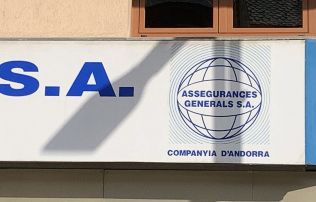 S.A.
ASSEGURANCES
GENERALS S.A.
COMPANYIA D'ANDORRA